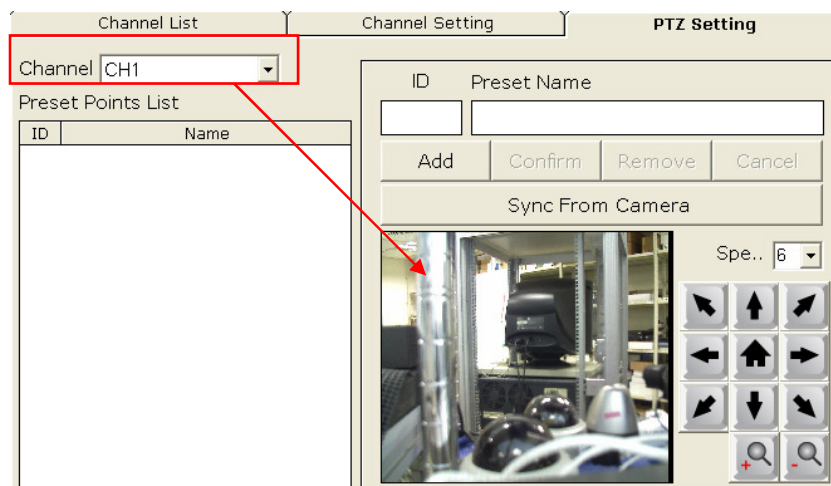 Channel List
Channel Setting
PTZ Setting
Channel CH1
Preset Points List
ID Name
ID Preset Name
Add Confirm Remove Cancel
Sync From Camera
Spe.. 6